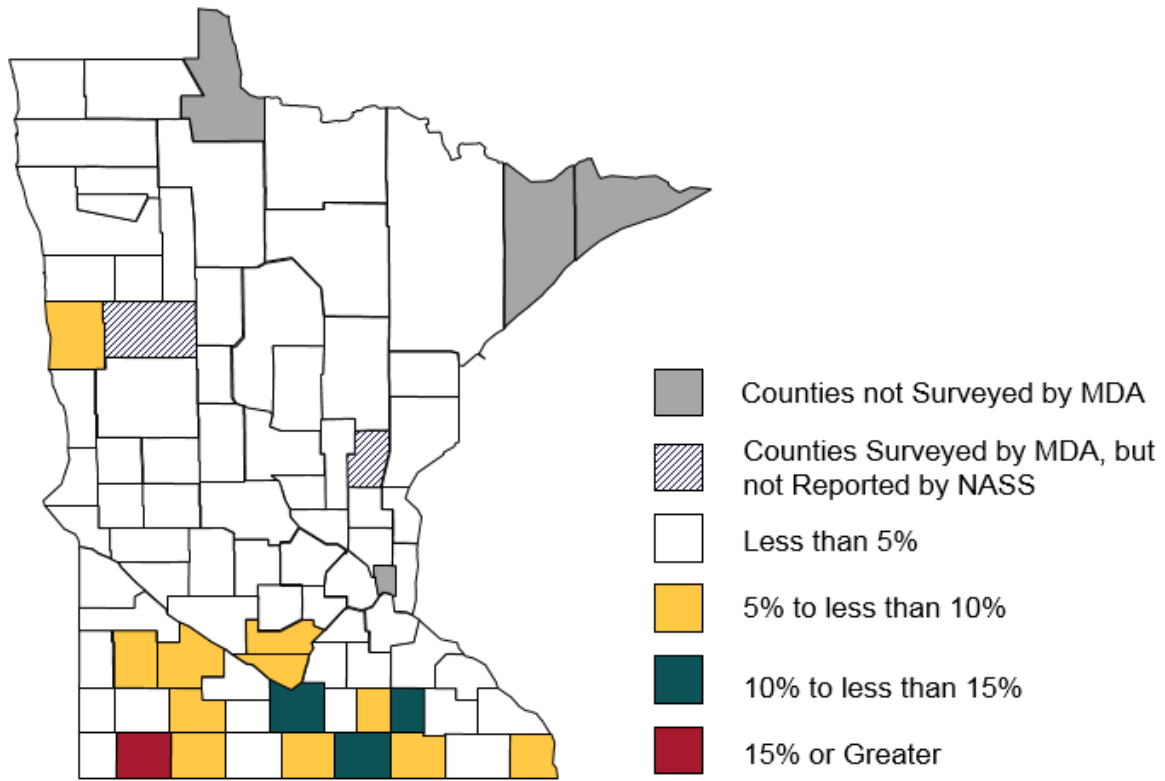 Counties not Surveyed by MDA
Counties Surveyed by MDA, but
not Reported by NASS
Less than 5%
5% to less than 10%
10% to less than 15%
15% or Greater